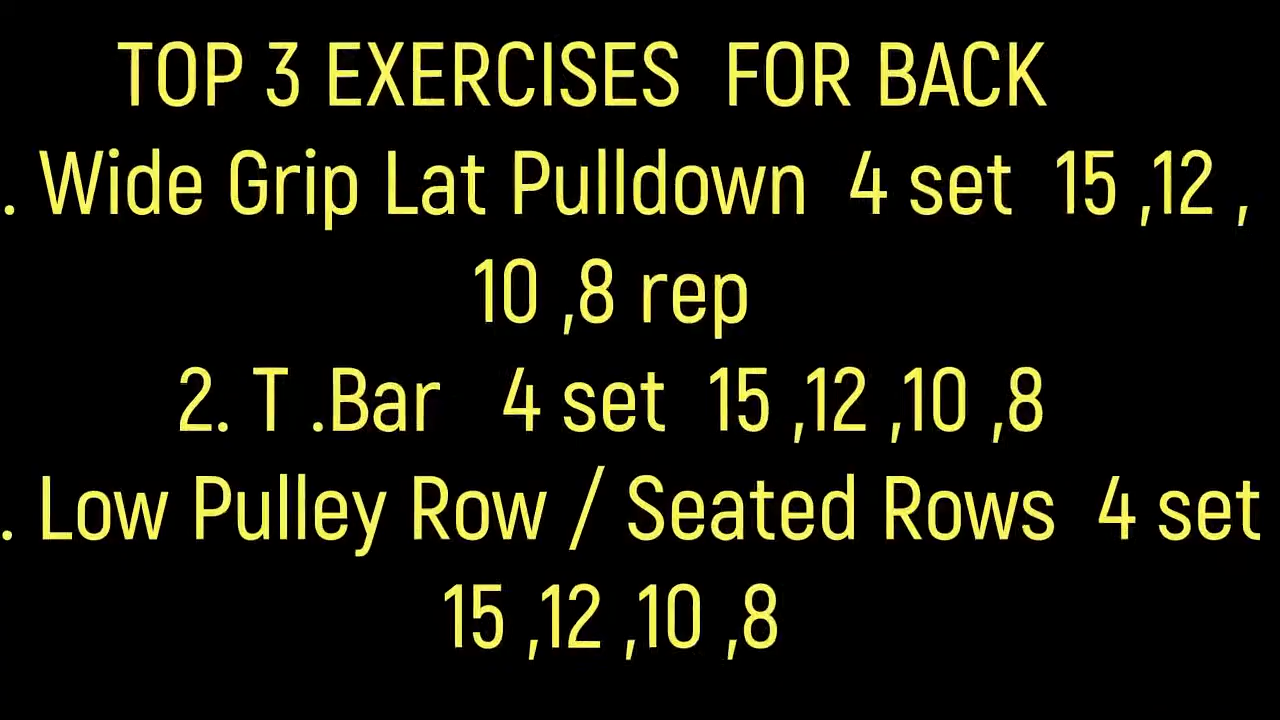 TOP 3 EXERCISES FOR BACK
. Wide Grip Lat Pulldown 4 set 15 ,12 ,
10 ,8 rep
2. T .Bar 4 set 15 ,12 ,10 ,8
. Low Pulley Row / Seated Rows 4 set
15 ,12 ,10 ,8